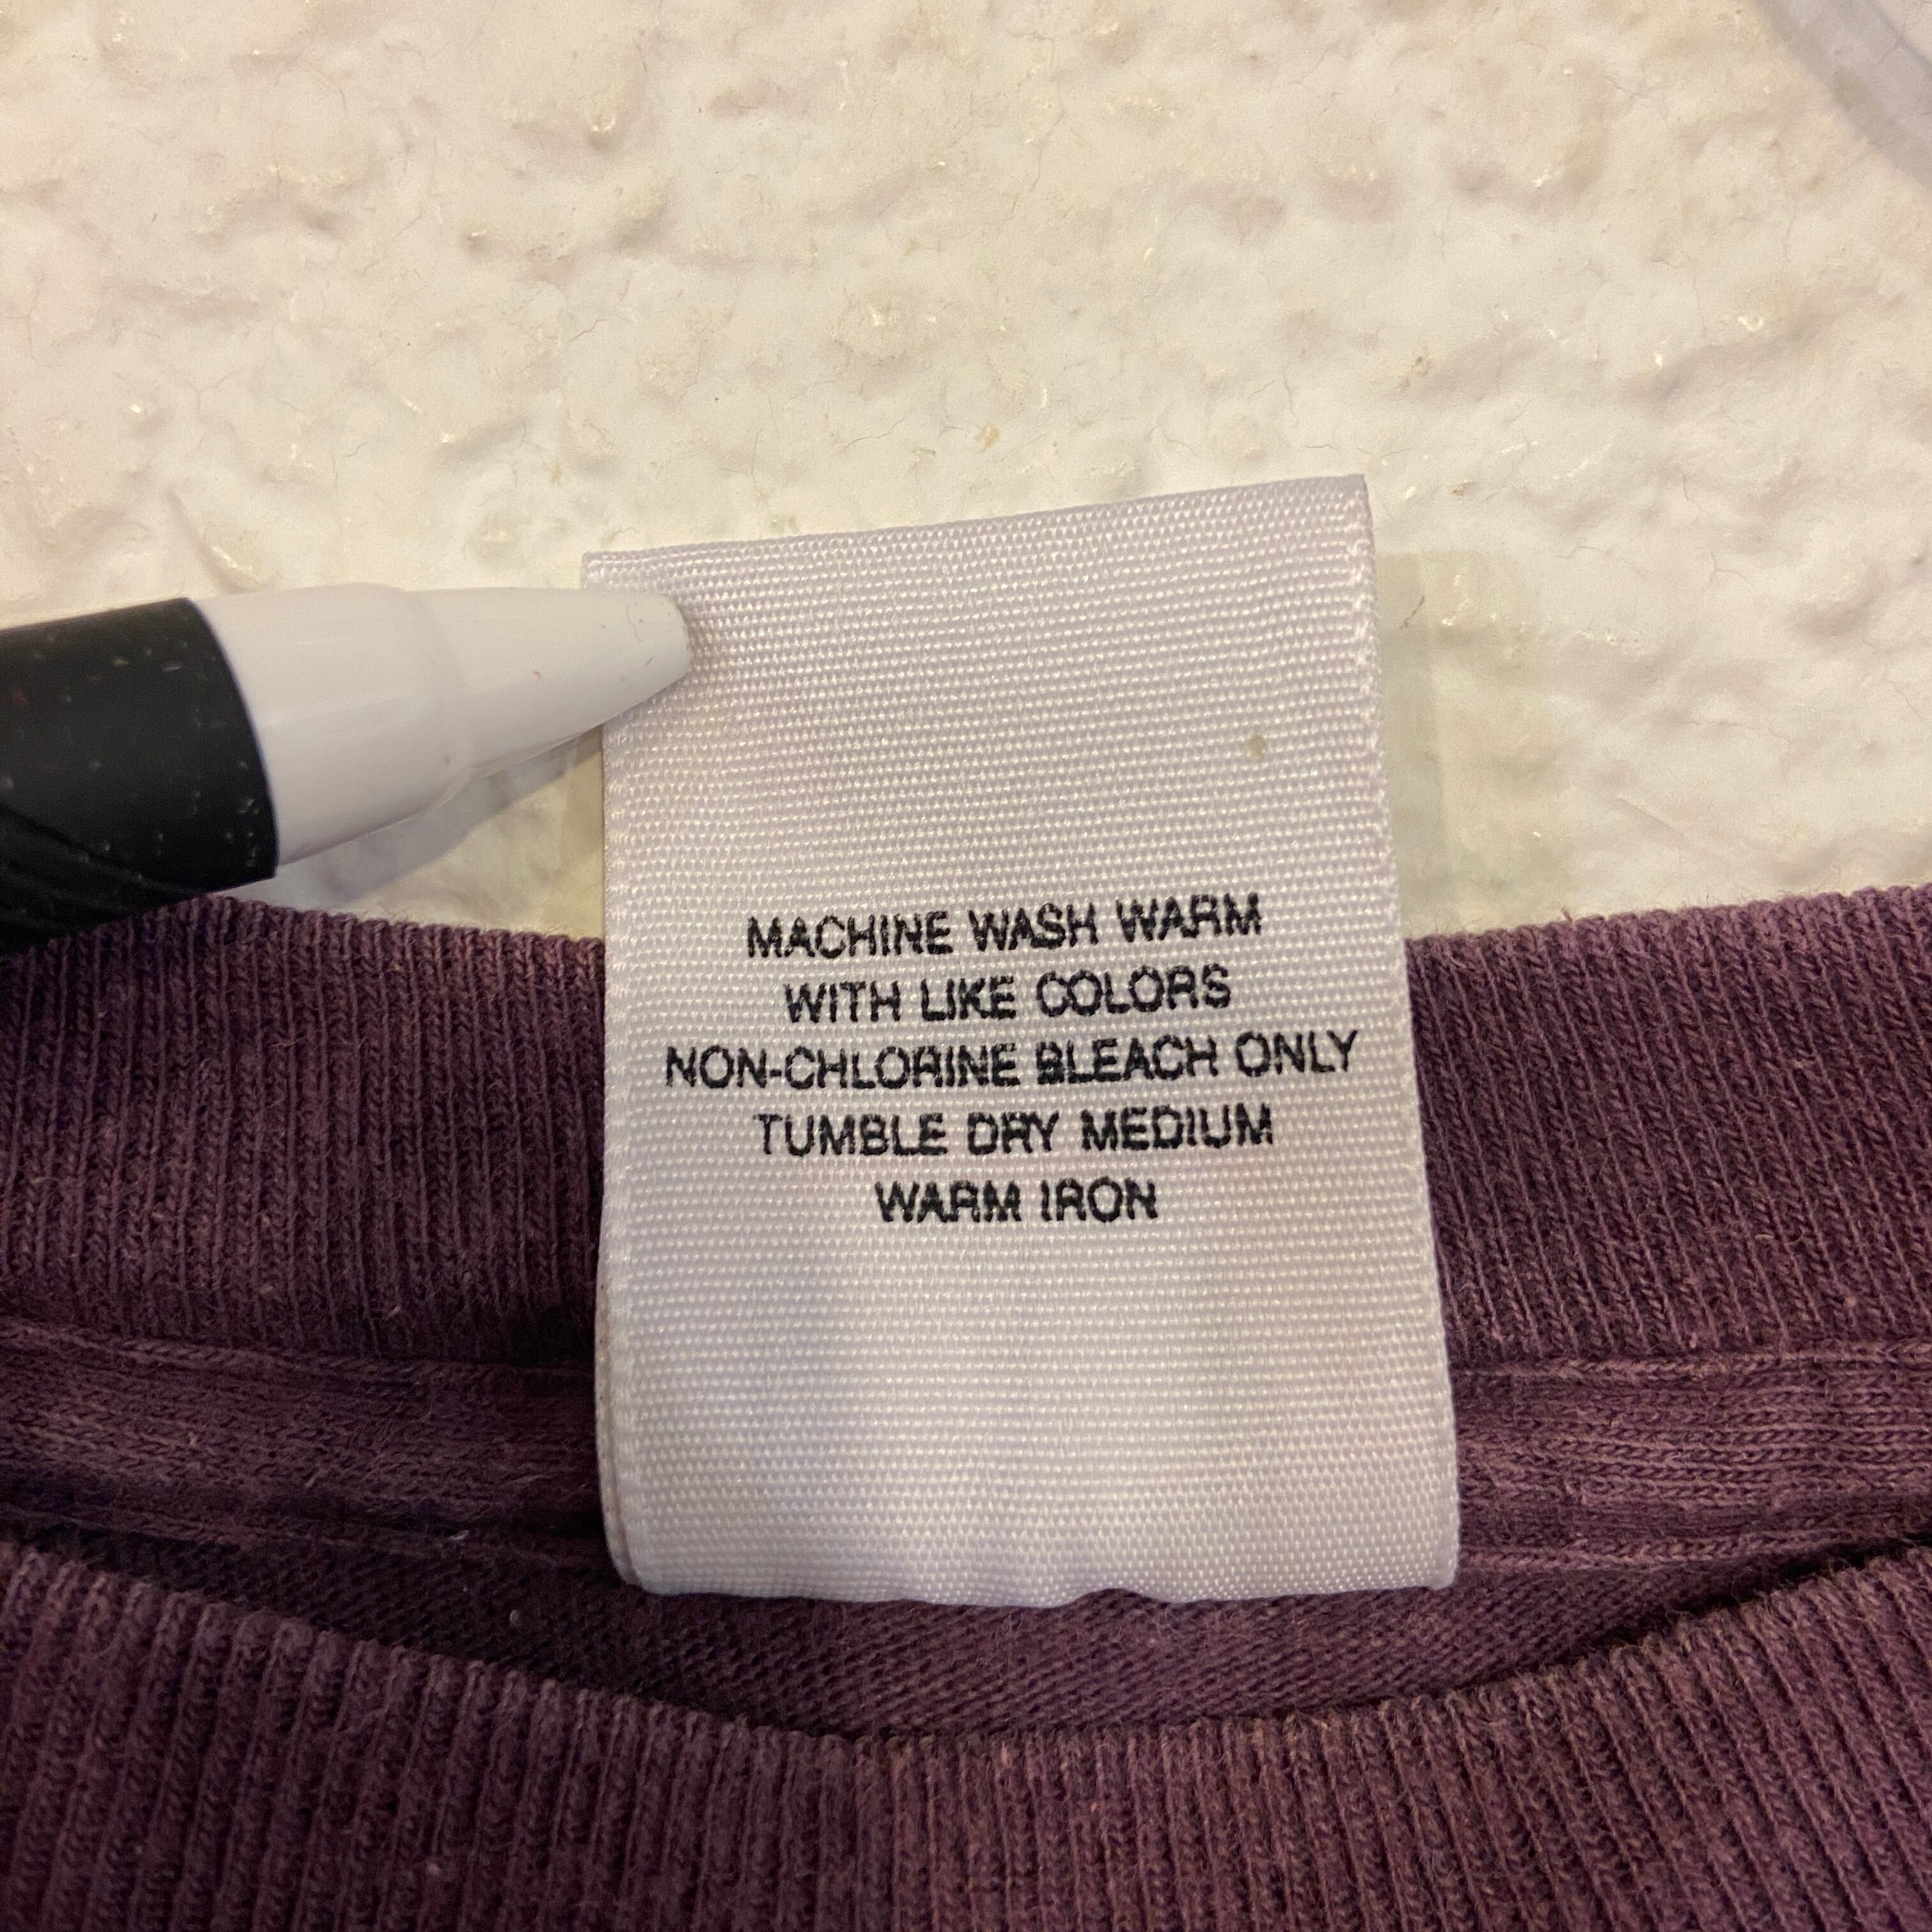 MACHINE WASH WARM
WITH LIKE COLORS
NON-CHLORINE BLEACH ONLY
TUMBLE DRY MEDIUM
WARM IRON